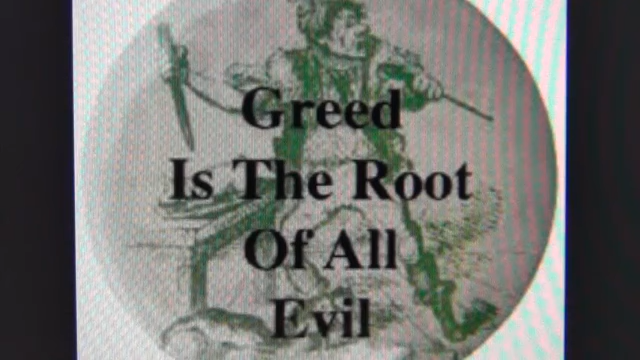 Greed
Is The Root
Of All
Evil